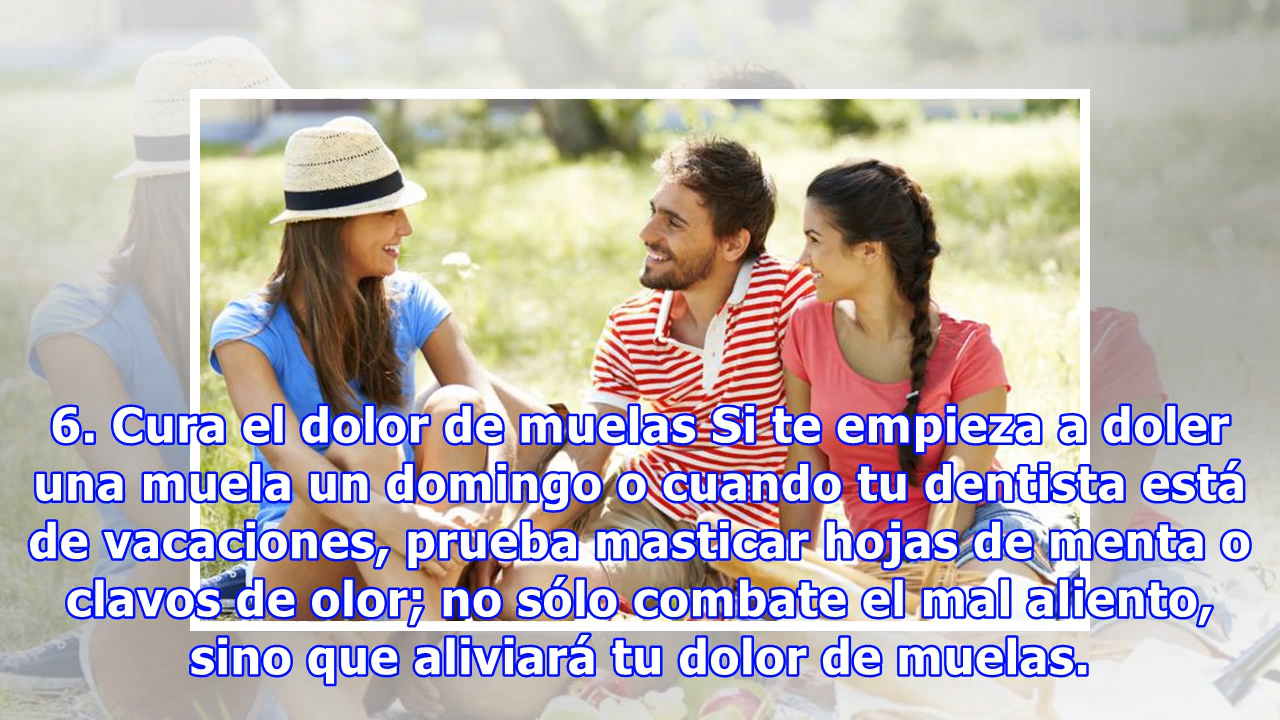 6. Cura el dolor de muelas Si te empieza a doler
una muela un domingo o cuando tu dentista está
de vacaciones, prueba masticar hojas de menta o
clavos de olor; no sólo combate el mal aliento,
sino que aliviará tu dolor de muelas.